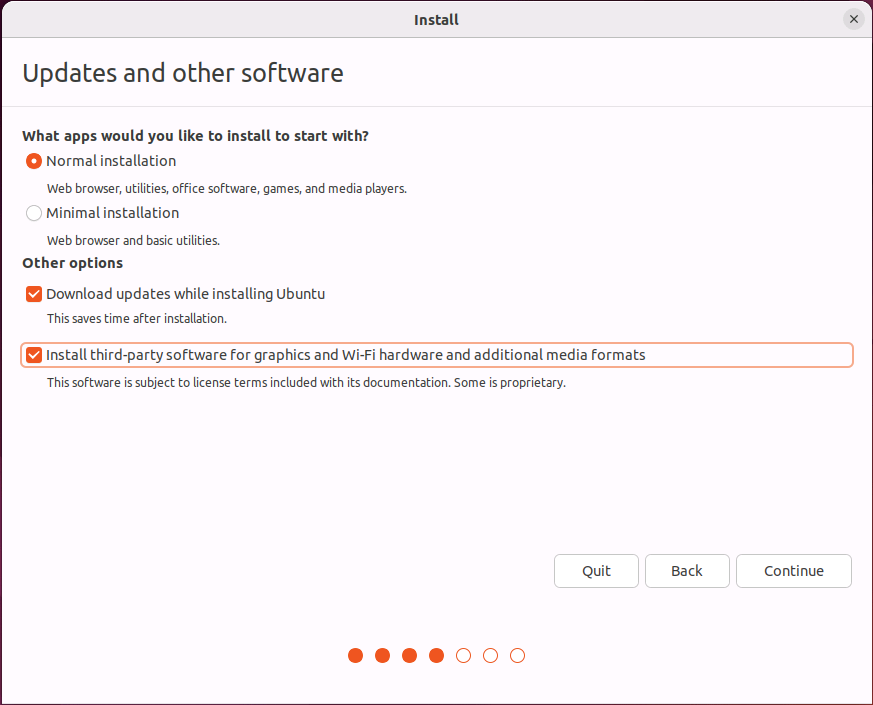 Install
Updates and other software
What apps would you like to install to start with?
Normal installation
Web browser, utilities, office software, games, and media players.
Minimal installation
Web browser and basic utilities.
Other options
Download updates while installing Ubuntu
This saves time after installation.
Install third-party software for graphics and Wi-Fi hardware and additional media formats
This software is subject to license terms included with its documentation. Some is proprietary.
Quit Back Continue